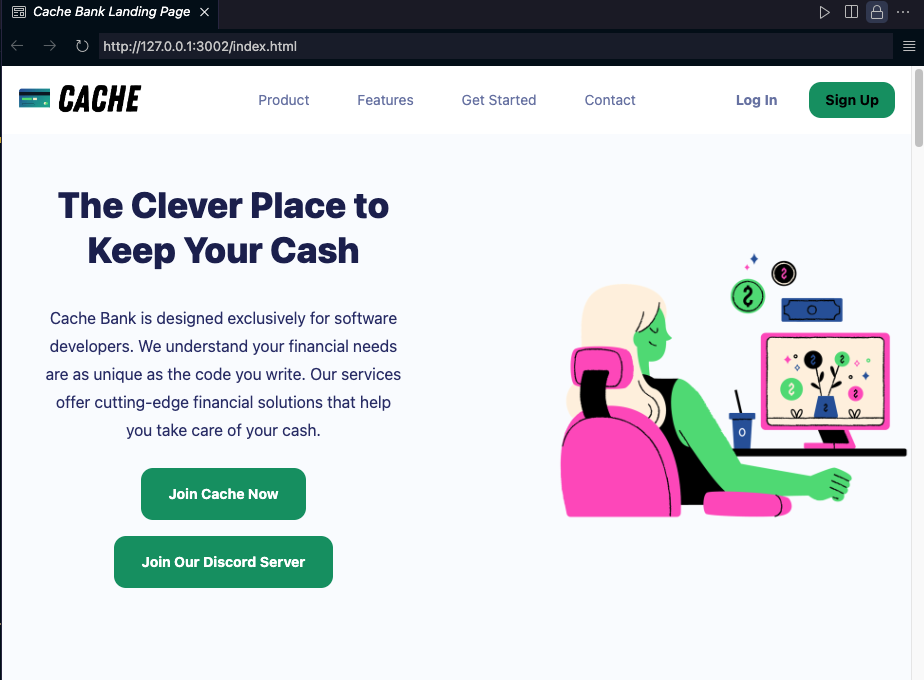 Cache Bank Landing Page
http://127.0.0.1:3002/index.html
CACHE
Product
Features
Get Started
Contact
Log In
Sign Up
The Clever Place to
Keep Your Cash
Cache Bank is designed exclusively for software
developers. We understand your financial needs
are as unique as the code you write. Our services
offer cutting-edge financial solutions that help
you take care of your cash.
Join Cache Now
Join Our Discord Server